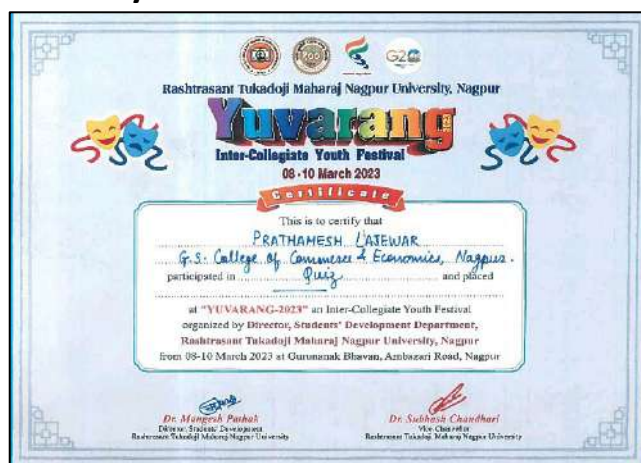 G20
Rashtrasant Tukadoji Maharaj Nagpur University, Nagpur
Yuvarang
Inter-Collegiate Youth Festival
08-10 March 2023
Certificate
This is to certify that
PRATHAMESH LAJEWAR
G.S. College of Commerce & Economics, Nagpur.
participated in Quiz and placed
at "YUVARANG-2023" an Inter-Collegiate Youth Festival
organized by Director, Students' Development Department,
Rashtrasant Tukadoji Maharaj Nagpur University, Nagpur
from 08-10 March 2023 at Gurunanak Bhavan, Ambazari Road, Nagpur
Dr. Mangesh Pathak
Director, Students' Development
Rashtrasant Tukadoji Maharaj Nagpur University
Dr. Subhash Chaudhari
Vice Chancellor
Rashtrasant Tukadoji Maharaj Nagpur University